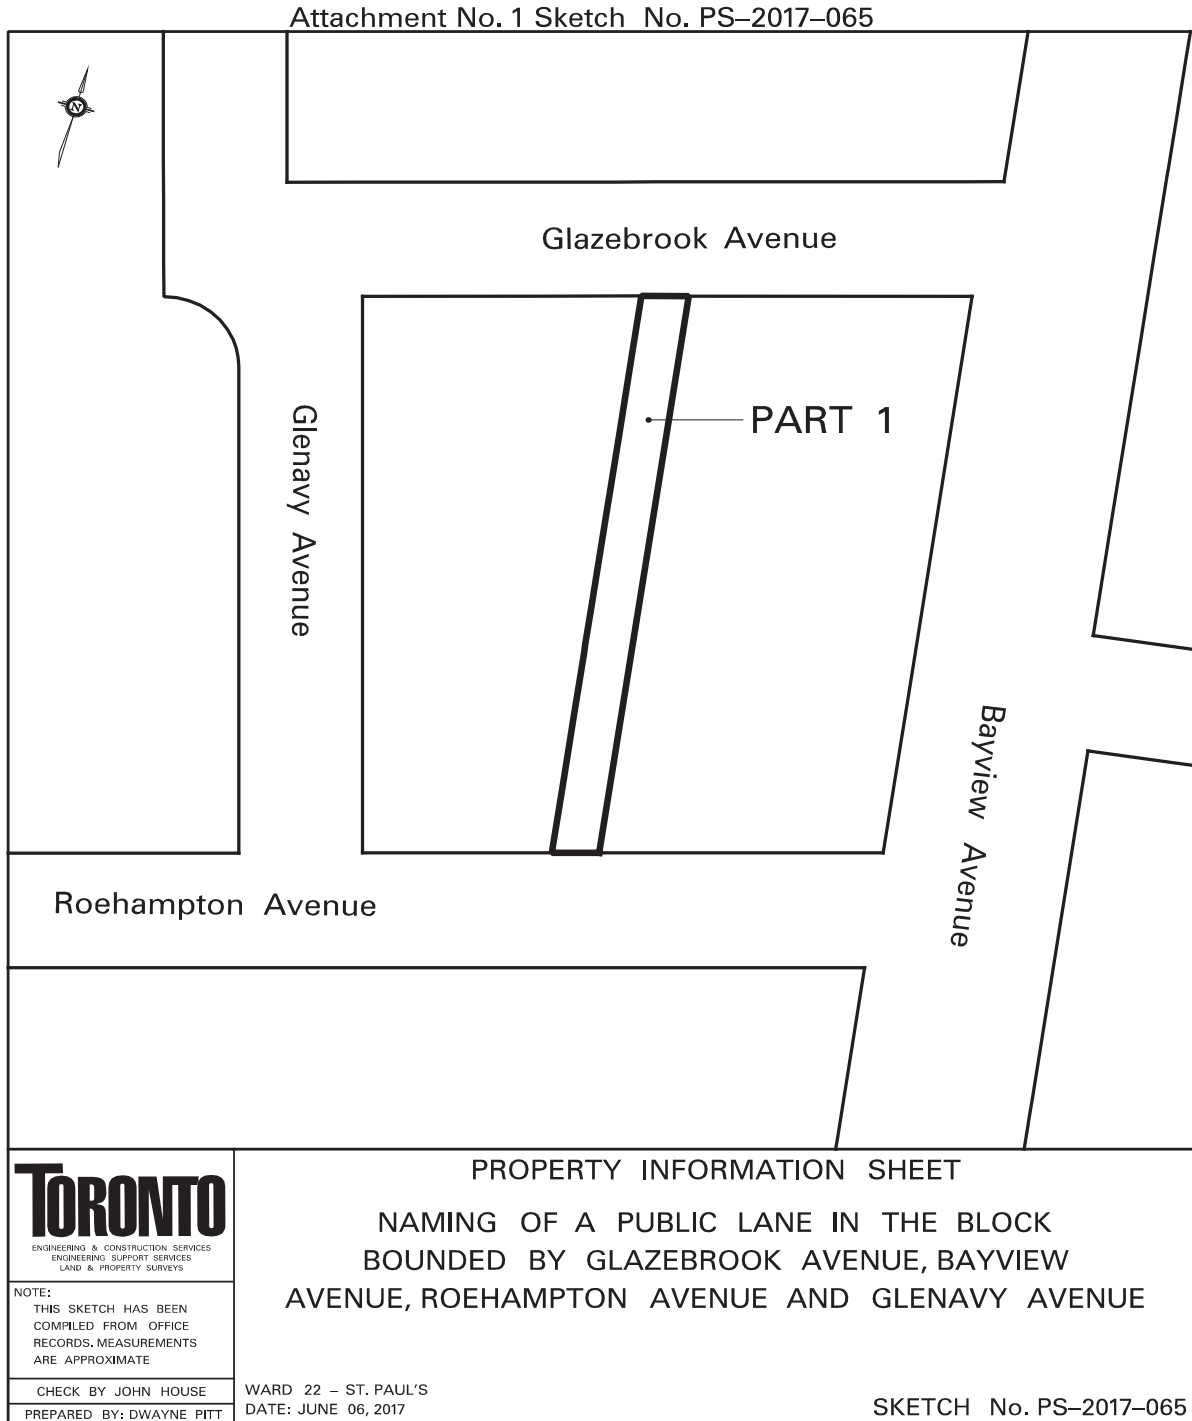 Attachment No. 1 Sketch No. PS–2017–065
N
Glazebrook Avenue
PART 1
Glenavy Avenue
Bayview Avenue
Roehampton Avenue
TORONTO
ENGINEERING & CONSTRUCTION SERVICES
ENGINEERING SUPPORT SERVICES
LAND & PROPERTY SURVEYS
NOTE:
THIS SKETCH HAS BEEN
COMPILED FROM OFFICE
RECORDS. MEASUREMENTS
ARE APPROXIMATE
CHECK BY JOHN HOUSE
PREPARED BY: DWAYNE PITT
PROPERTY INFORMATION SHEET
NAMING OF A PUBLIC LANE IN THE BLOCK
BOUNDED BY GLAZEBROOK AVENUE, BAYVIEW
AVENUE, ROEHAMPTON AVENUE AND GLENAVY AVENUE
WARD 22 – ST. PAUL'S
DATE: JUNE 06, 2017
SKETCH No. PS–2017–065